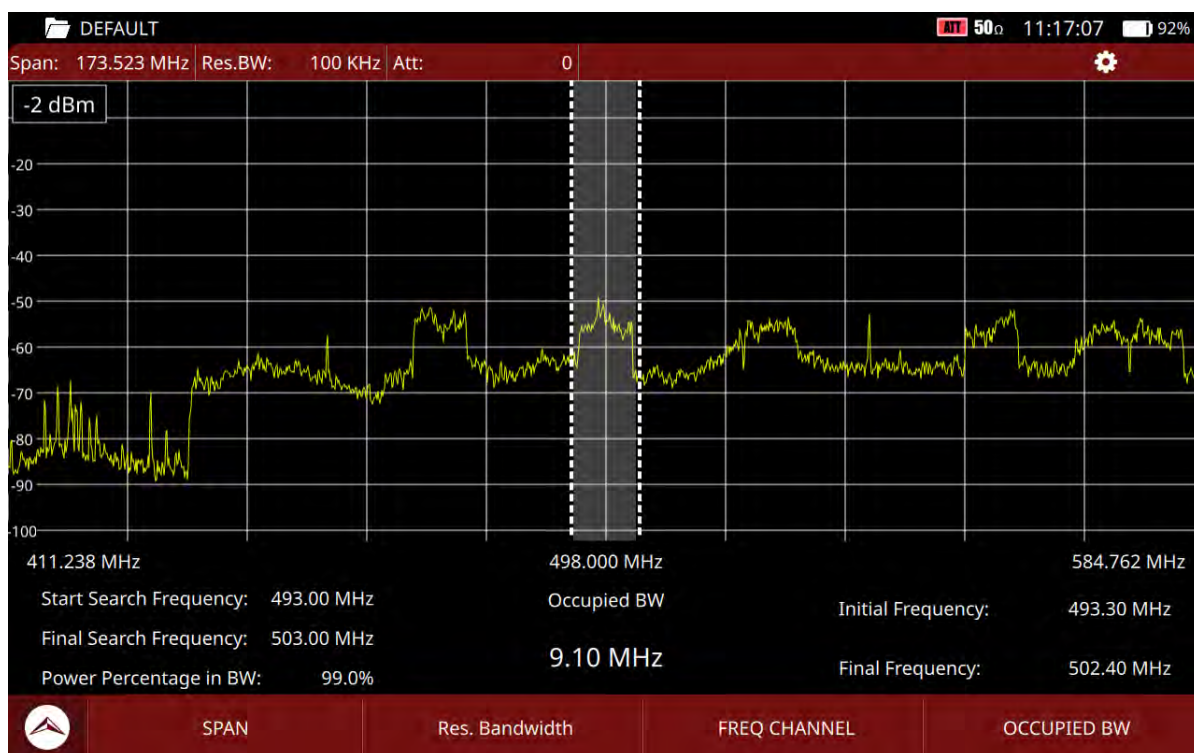 DEFAULT ATT 50Ω 11:17:07 92%
Span: 173.523 MHz Res.BW: 100 KHz Att: 0
-2 dBm
-20
-30
-40
-50
-60
-70
-80
-90
-100
411.238 MHz 498.000 MHz 584.762 MHz
Start Search Frequency: 493.00 MHz Occupied BW Initial Frequency: 493.30 MHz
Final Search Frequency: 503.00 MHz 9.10 MHz Final Frequency: 502.40 MHz
Power Percentage in BW: 99.0%
SPAN Res. Bandwidth FREQ CHANNEL OCCUPIED BW